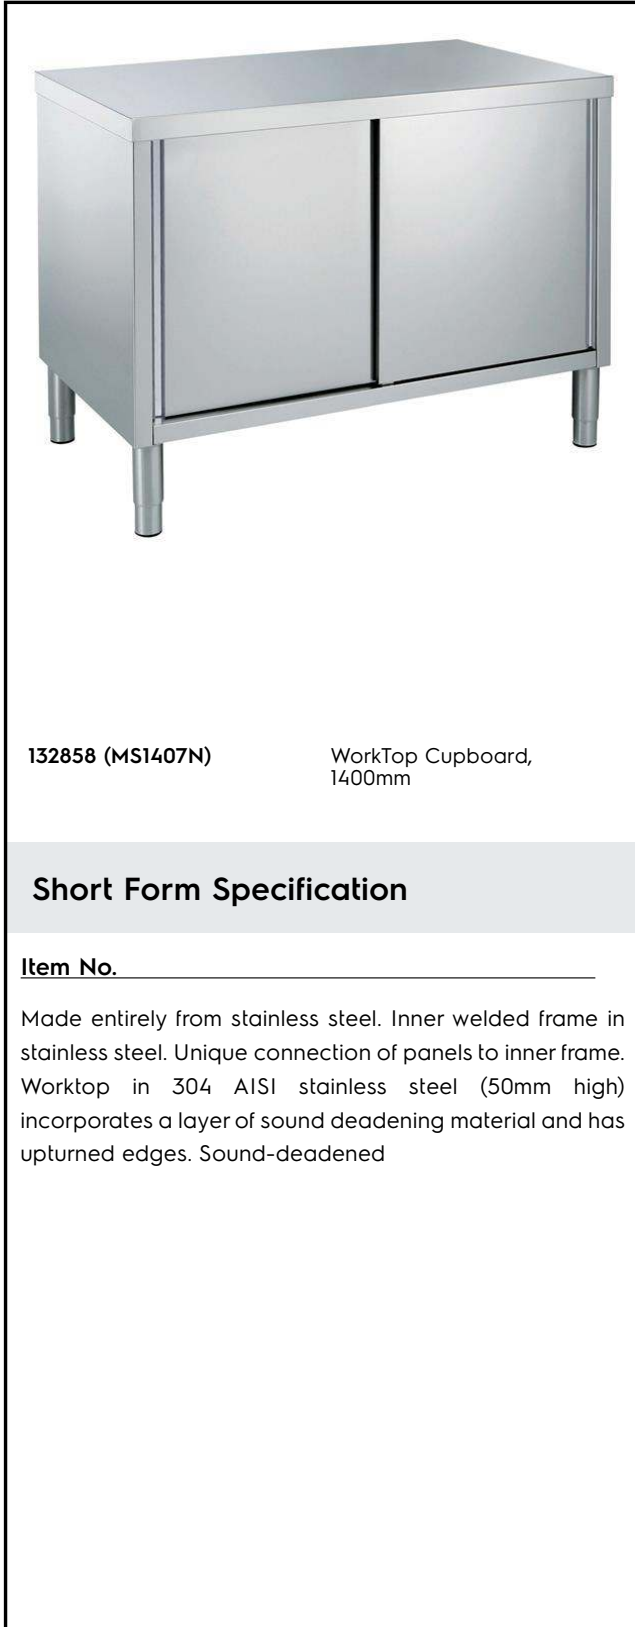 132858 (MS1407N)
WorkTop Cupboard,
1400mm
Short Form Specification
Item No.
Made entirely from stainless steel. Inner welded frame in
stainless steel. Unique connection of panels to inner frame.
Worktop in 304 AISI stainless steel (50mm high)
incorporates a layer of sound deadening material and has
upturned edges. Sound-deadened